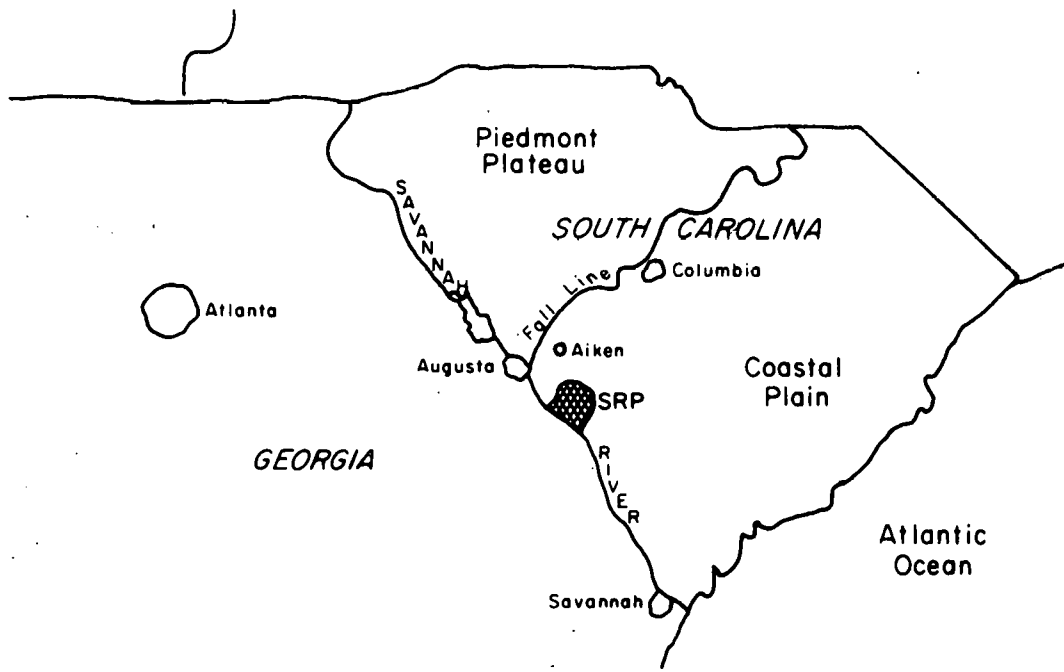 Piedmont
Plateau
SAVANNAH
SOUTH CAROLINA
Fall Line
Columbia
Atlanta
Aiken
Augusta
Coastal
Plain
SRP
GEORGIA
RIVER
Atlantic
Ocean
Savannah